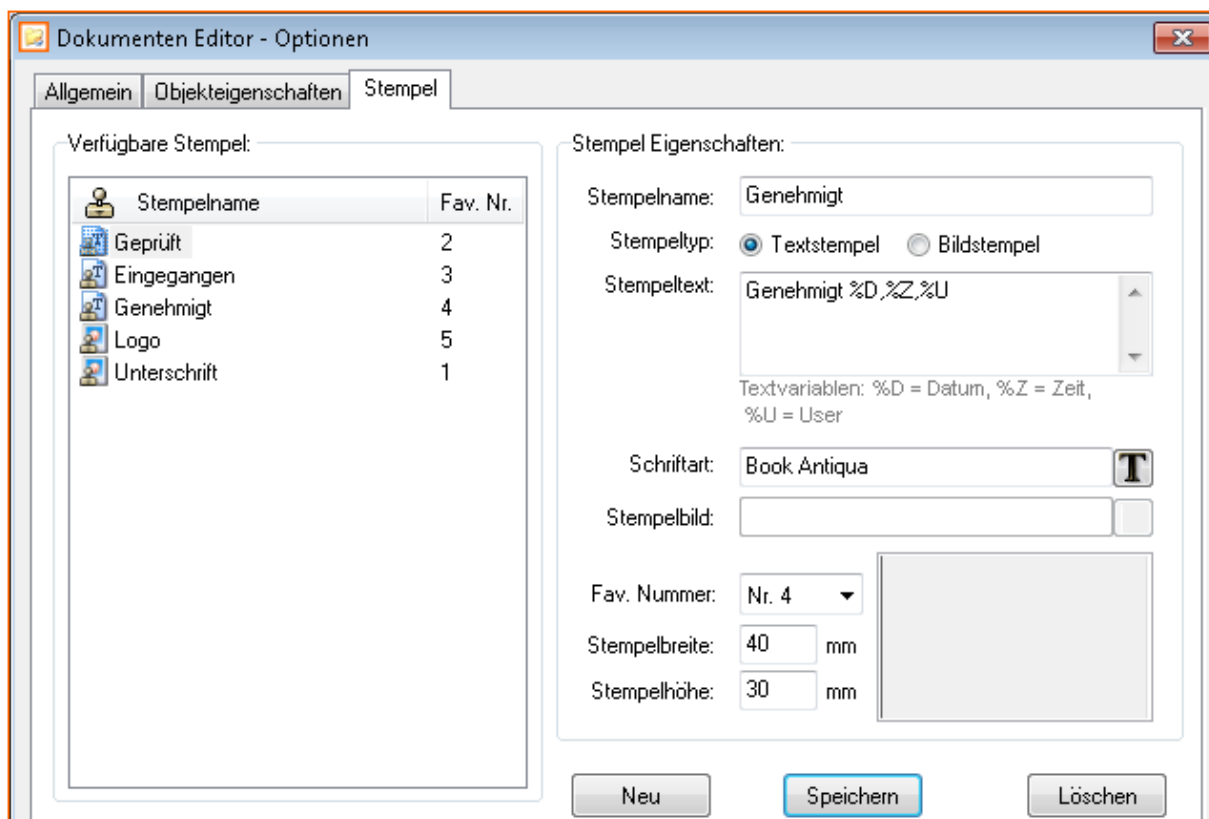 Dokumenten Editor - Optionen
Allgemein Objekteigenschaften Stempel
Verfügbare Stempel:
Stempelname Fav. Nr.
Geprüft 2
Eingegangen 3
Genehmigt 4
Logo 5
Unterschrift 1
Stempel Eigenschaften:
Stempelname: Genehmigt
Stempeltyp: Textstempel Bildstempel
Stempeltext: Genehmigt %D,%Z,%U
Textvariablen: %D = Datum, %Z = Zeit,
%U = User
Schriftart: Book Antiqua T
Stempelbild:
Fav. Nummer: Nr. 4
Stempelbreite: 40 mm
Stempelhöhe: 30 mm
Neu Speichern Löschen